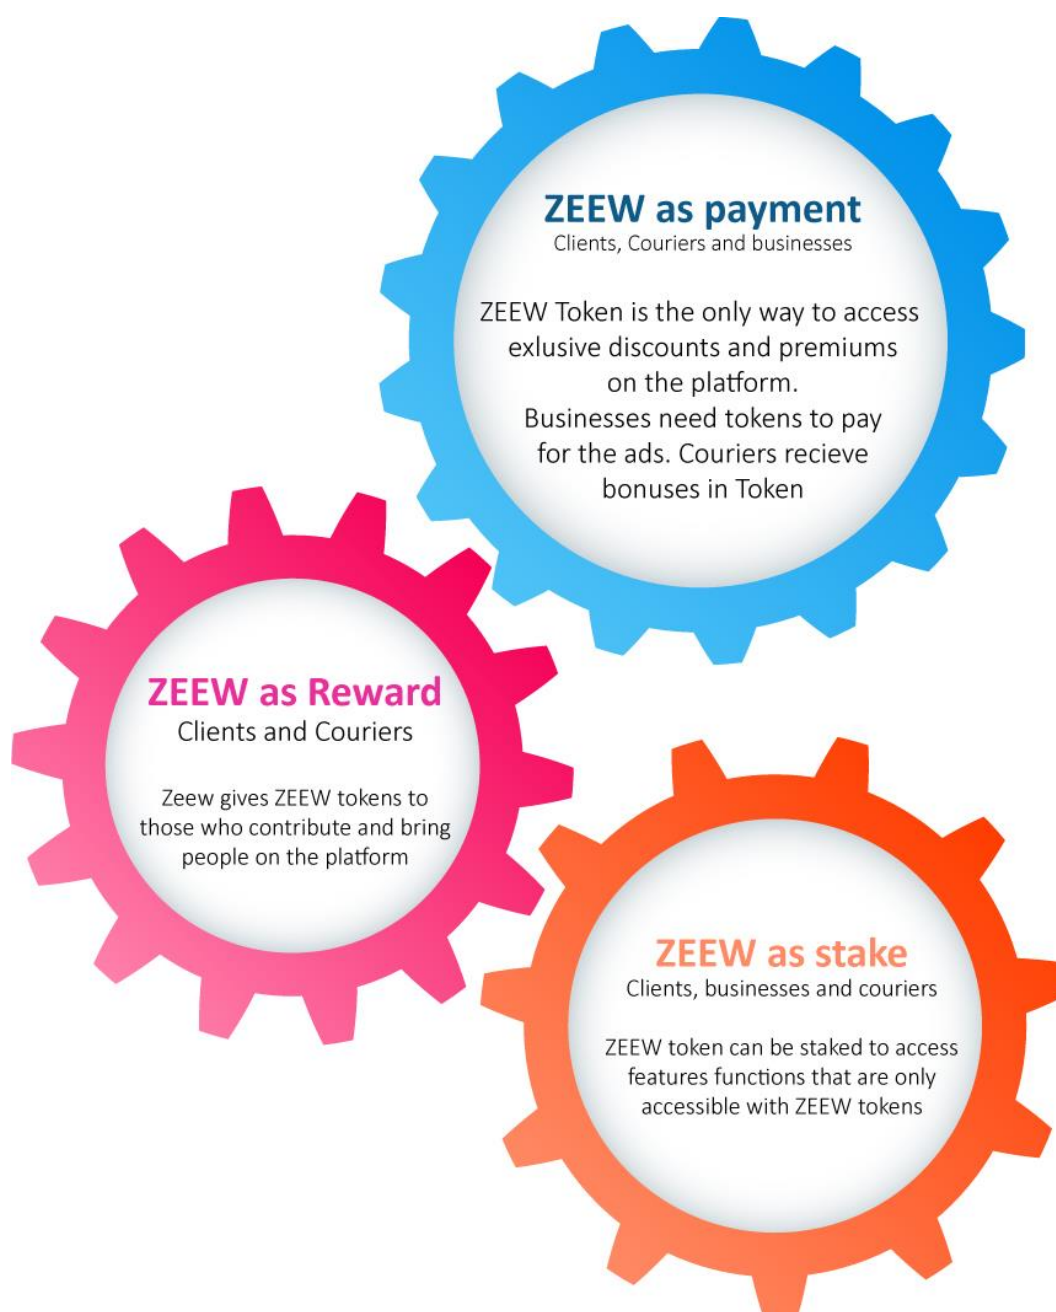 ZEEW as payment
Clients, Couriers and businesses
ZEEW Token is the only way to access
exlusive discounts and premiums
on the platform.
Businesses need tokens to pay
for the ads. Couriers recieve
bonuses in Token
ZEEW as Reward
Clients and Couriers
Zeew gives ZEEW tokens to
those who contribute and bring
people on the platform
ZEEW as stake
Clients, businesses and couriers
ZEEW token can be staked to access
features functions that are only
accessible with ZEEW tokens